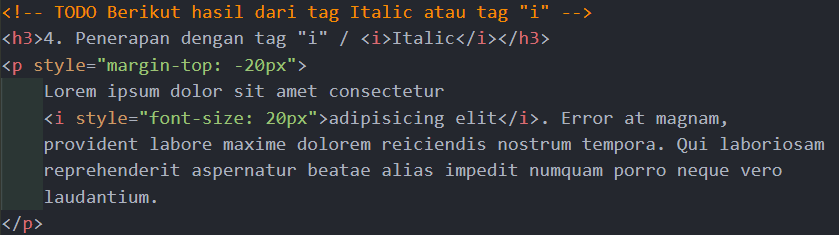 <!-- TODO Berikut hasil dari tag Italic atau tag "i" -->
<h3>4. Penerapan dengan tag "i" / <i>Italic</i></h3>
<p style="margin-top: -20px">
Lorem ipsum dolor sit amet consectetur
<i style="font-size: 20px">adipisicing elit</i>. Error at magnam,
provident labore maxime dolorem reiciendis nostrum tempora. Qui laboriosam
reprehenderit aspernatur beatae alias impedit numquam porro neque vero
laudantium.
</p>